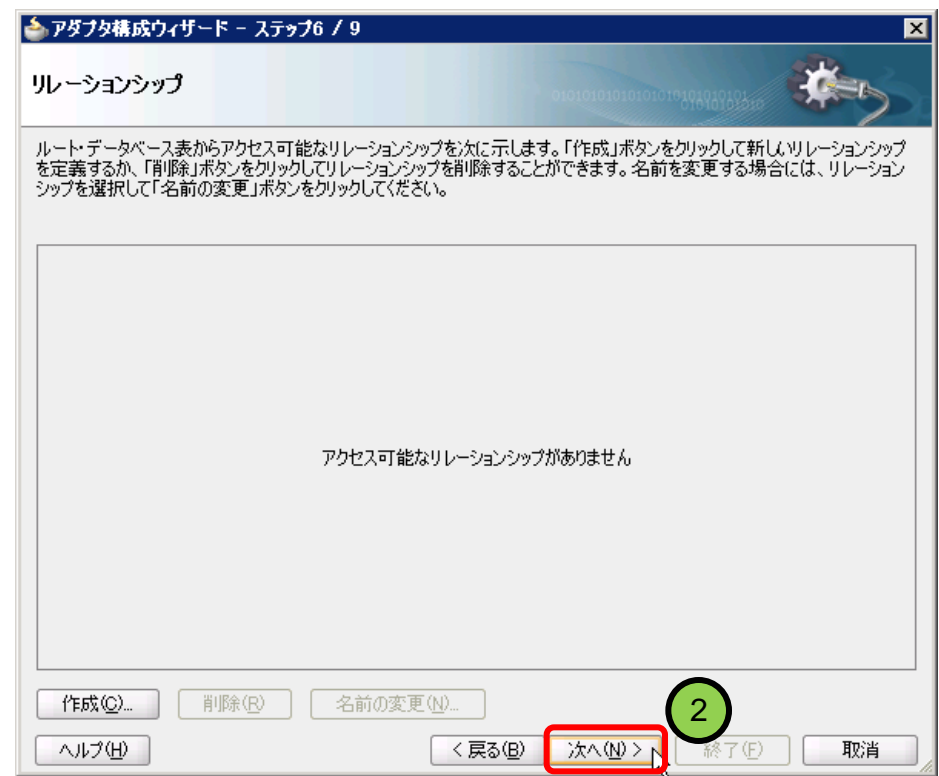 アダプタ構成ウィザード - ステップ6 / 9
リレーションシップ
ルート・データベース表からアクセス可能なリレーションシップを次に示します。「作成」ボタンをクリックして新しいリレーションシップ
を定義するか、「削除」ボタンをクリックしてリレーションシップを削除することができます。名前を変更する場合には、リレーション
シップを選択して「名前の変更」ボタンをクリックしてください。
アクセス可能なリレーションシップがありません
作成(C)... 削除(R) 名前の変更(N)...
2
ヘルプ(H) < 戻る(B) 次へ(N) > 終了(F) 取消